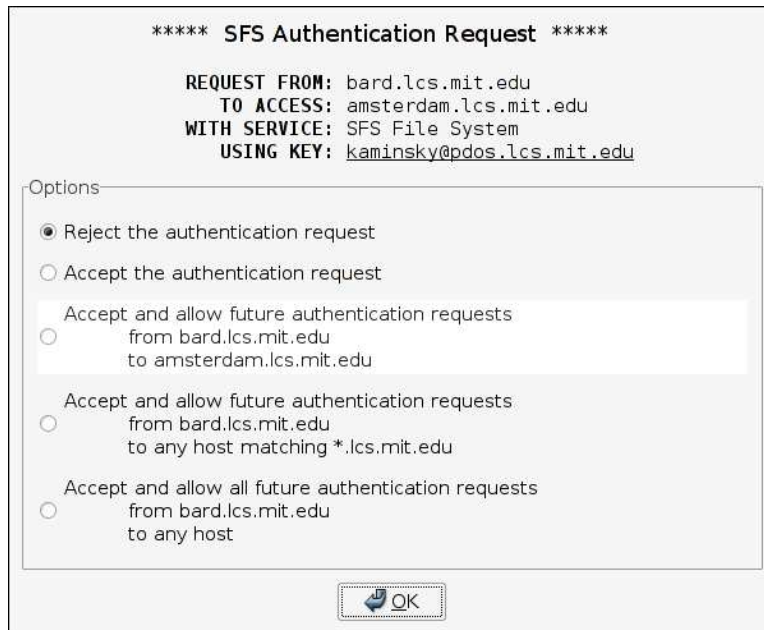 ***** SFS Authentication Request *****
REQUEST FROM: bard.lcs.mit.edu
TO ACCESS: amsterdam.lcs.mit.edu
WITH SERVICE: SFS File System
USING KEY: kaminsky@pdos.lcs.mit.edu
Options
Reject the authentication request
Accept the authentication request
Accept and allow future authentication requests
from bard.lcs.mit.edu
to amsterdam.lcs.mit.edu
Accept and allow future authentication requests
from bard.lcs.mit.edu
to any host matching *.lcs.mit.edu
Accept and allow all future authentication requests
from bard.lcs.mit.edu
to any host
OK